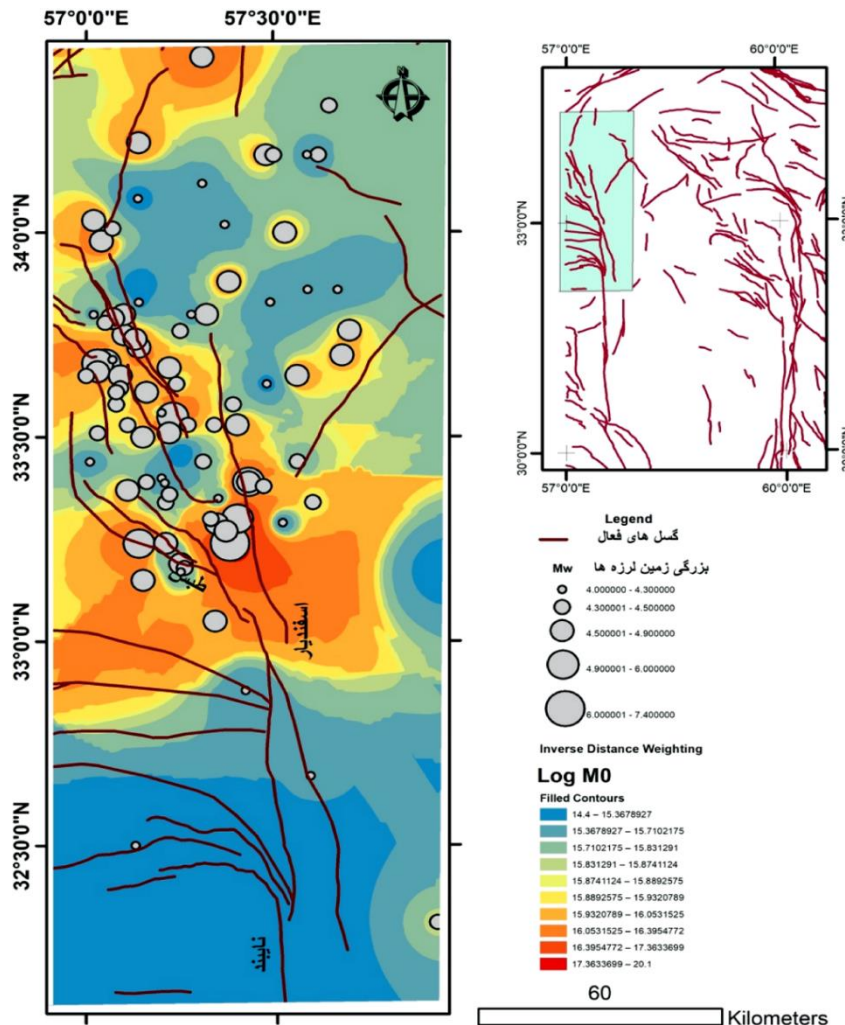 57°0'0"E
57°30'0"E
34°0'0"N
33°30'0"N
33°0'0"N
32°30'0"N
طبس
اسفندیار
نایبند
57°0'0"E
60°0'0"E
33°0'0"N
30°0'0"N
57°0'0"E
60°0'0"E
Legend
گسل های فعال
Mw بزرگی زمین لرزه ها
4.000000 - 4.300000
4.300001 - 4.500000
4.500001 - 4.900000
4.900001 - 6.000000
6.000001 - 7.400000
Inverse Distance Weighting
Log M0
Filled Contours
14.4 – 15.3678927
15.3678927 – 15.7102175
15.7102175 – 15.831291
15.831291 – 15.8741124
15.8741124 – 15.8892575
15.8892575 – 15.9320789
15.9320789 – 16.0531525
16.0531525 – 16.3954772
16.3954772 – 17.3633699
17.3633699 – 20.1
60
Kilometers